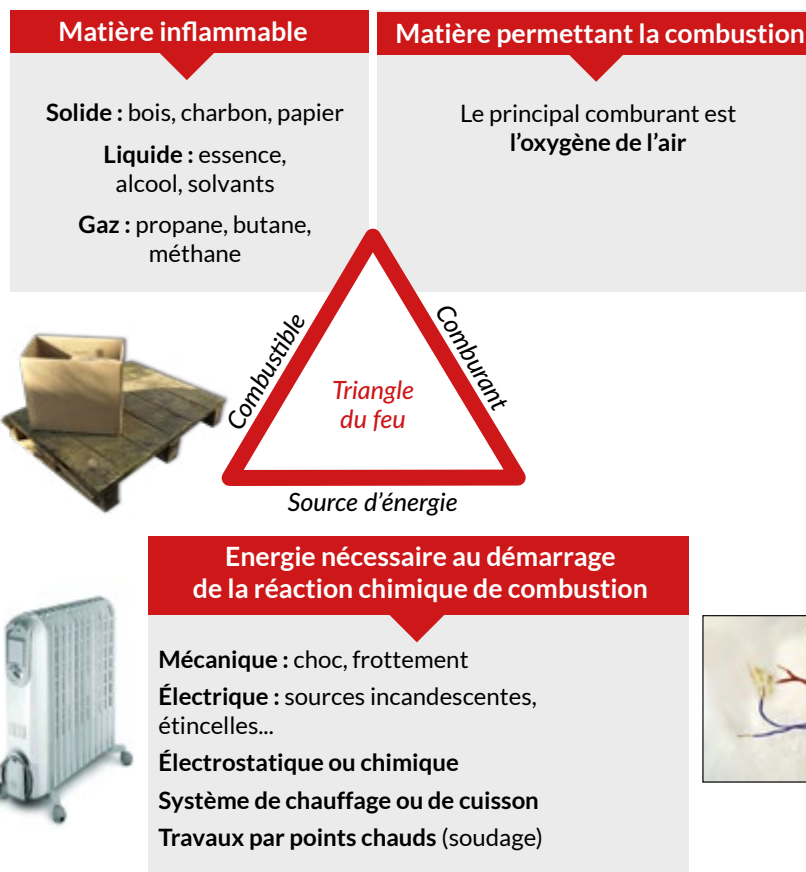 Matière inflammable
Solide : bois, charbon, papier
Liquide : essence,
alcool, solvants
Gaz : propane, butane,
méthane
Matière permettant la combustion
Le principal comburant est
l’oxygène de l’air
Combustible
Comburant
Triangle
du feu
Source d’énergie
Energie nécessaire au démarrage
de la réaction chimique de combustion
Mécanique : choc, frottement
Électrique : sources incandescentes,
étincelles...
Électrostatique ou chimique
Système de chauffage ou de cuisson
Travaux par points chauds (soudage)